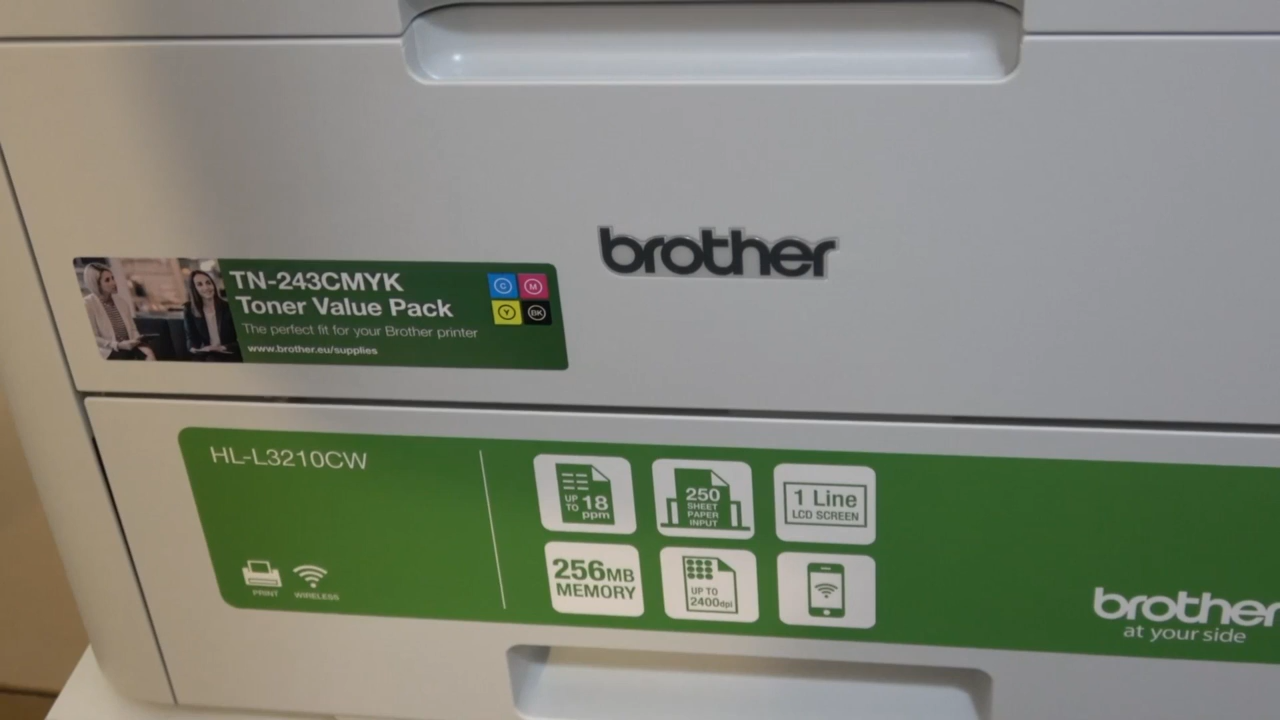 brother
TN-243CMYK
Toner Value Pack
The perfect fit for your Brother printer
www.brother.eu/supplies
C
M
Y
BK
HL-L3210CW
PRINT
WIRELESS
UP
TO 18
ppm
250
SHEET
PAPER
INPUT
1 Line
LCD SCREEN
256MB
MEMORY
UP TO
2400dpi
brother
at your side